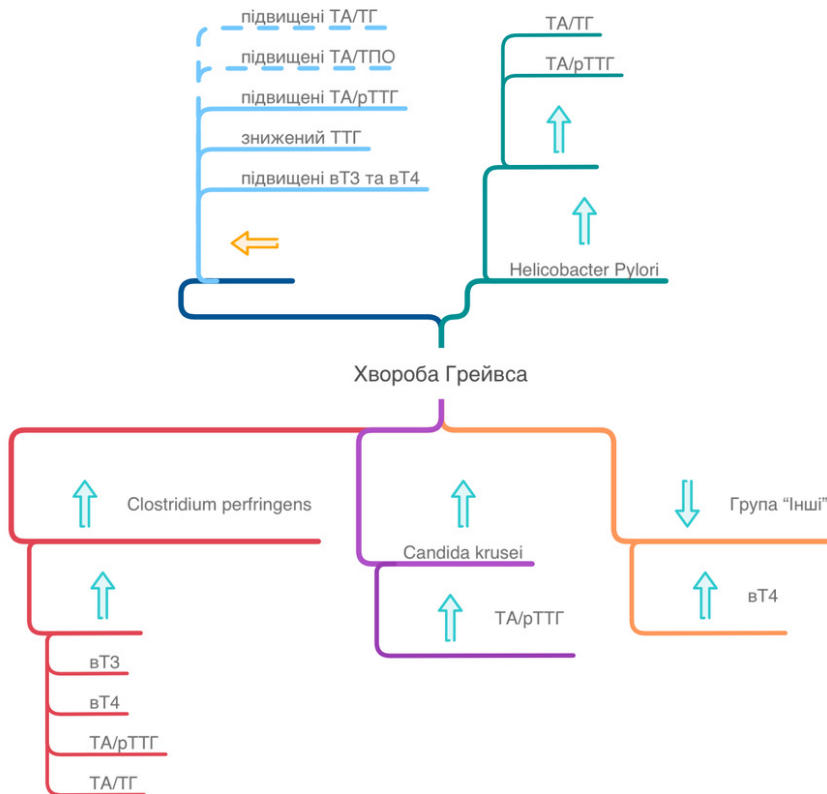 підвищені ТА/ТГ
підвищені ТА/ТПО
підвищені ТА/рТТГ
знижений ТТГ
підвищені вТ3 та вТ4
ТА/ТГ
ТА/рТТГ
Helicobacter Pylori
Хвороба Грейвса
Clostridium perfringens
вТ3
вТ4
ТА/рТТГ
ТА/ТГ
Candida krusei
ТА/рТТГ
Група “Інші”
вТ4